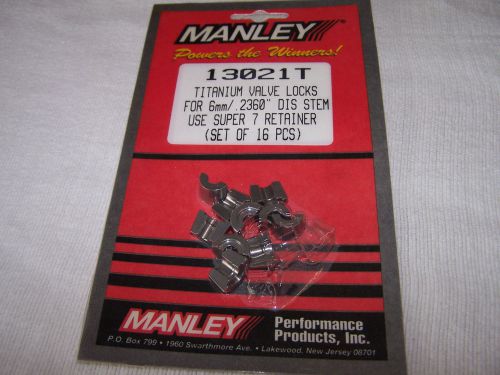 MANLEY
Powers the Winners!
13021T
TITANIUM VALVE LOCKS
FOR 6mm/.2360" DIS STEM
USE SUPER 7 RETAINER
(SET OF 16 PCS)
MANLEY Performance Products, Inc.
P.O. Box 799 • 1960 Swarthmore Ave. • Lakewood, New Jersey 08701